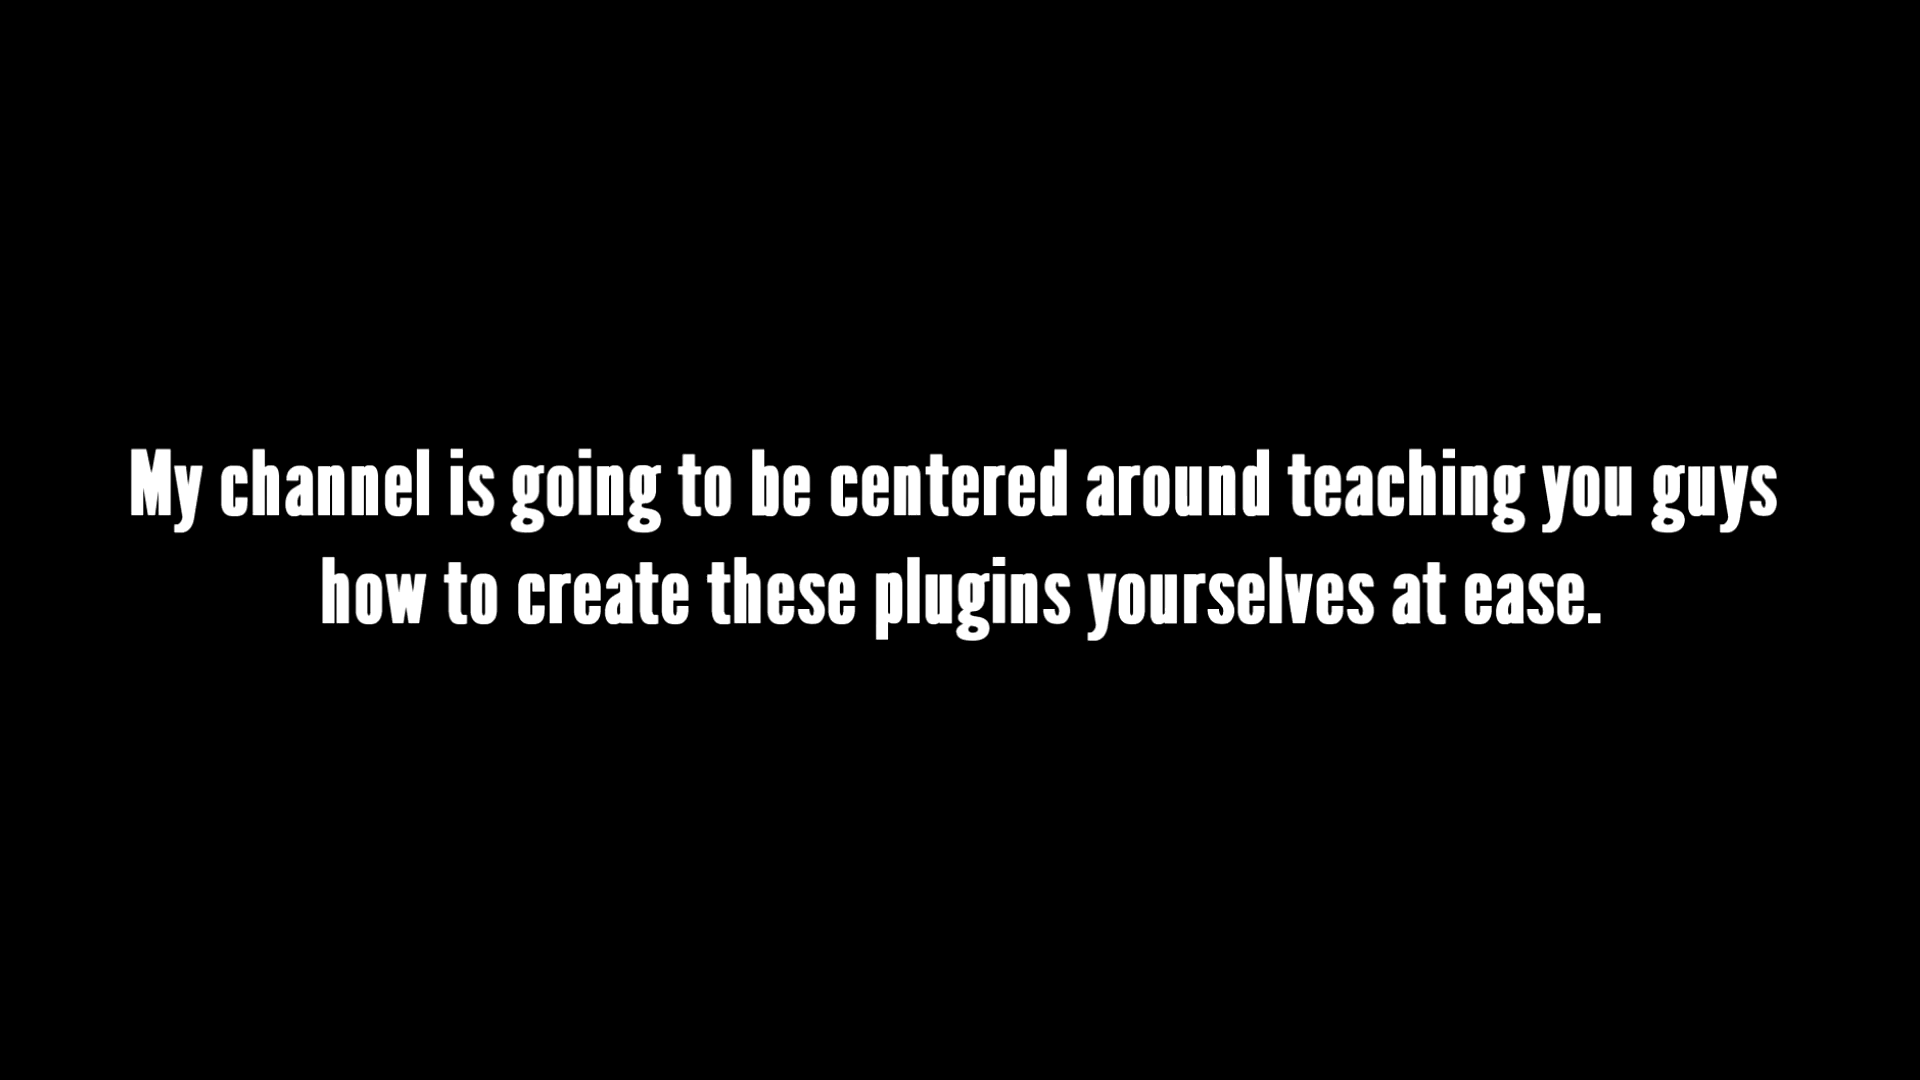 My channel is going to be centered around teaching you guys
how to create these plugins yourselves at ease.